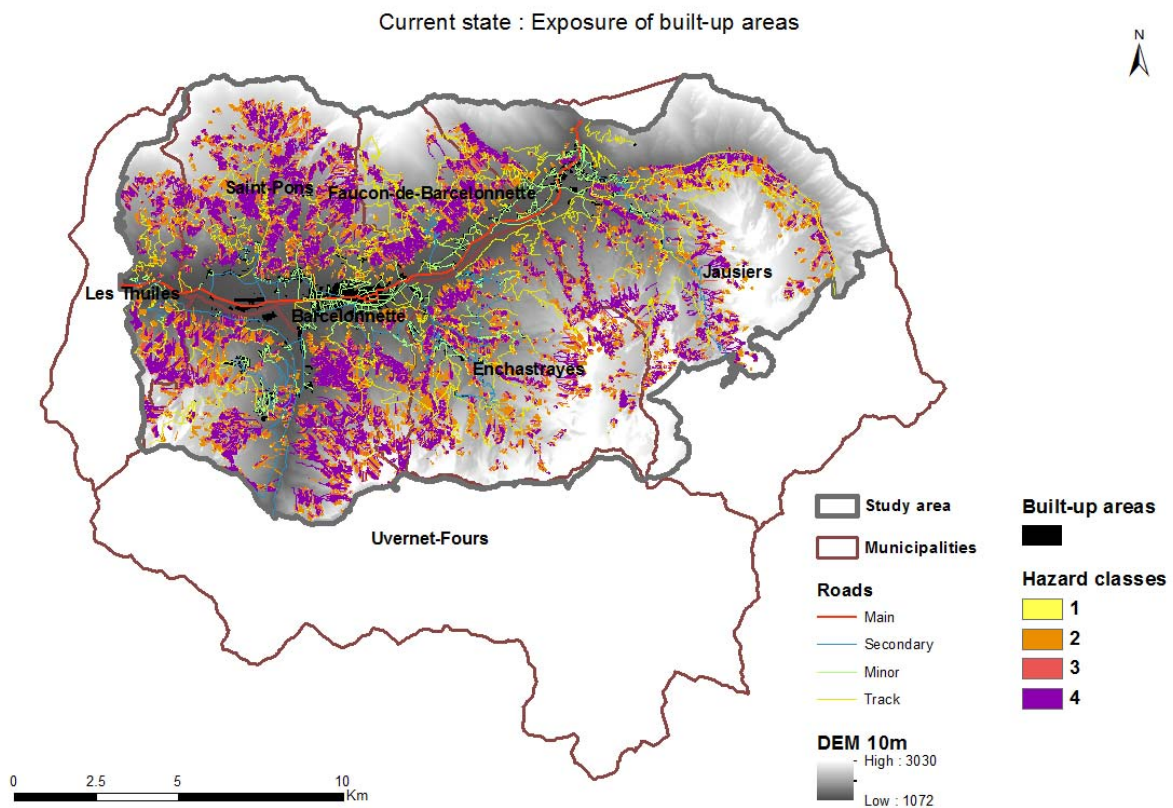 Current state : Exposure of built-up areas
N
Saint-Pons
Faucon-de-Barcelonnette
Jausiers
Les Thuiles
Barcelonnette
Enchastrayes
Uvernet-Fours
Study area
Municipalities
Roads
Main
Secondary
Minor
Track
DEM 10m
High : 3030
Low : 1072
Built-up areas
Hazard classes
1
2
3
4
0 2.5 5 10
Km